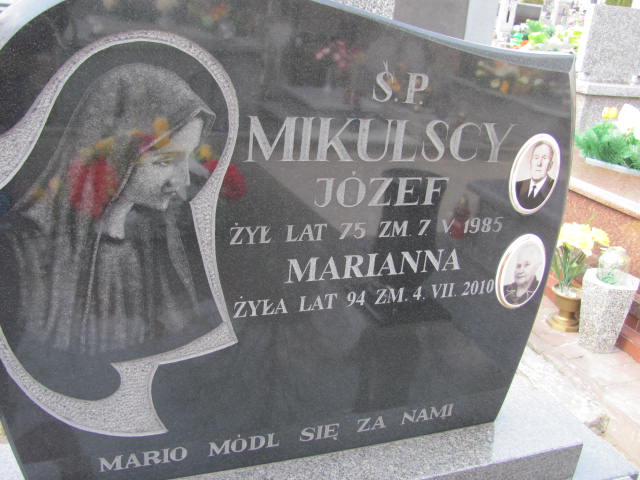 Ś.P.
MIKULSCY
JÓZEF
ŻYŁ LAT 75 ZM. 7 V 1985
MARIANNA
ŻYŁA LAT 94 ZM. 4. VII. 2010
MARIO MÓDL SIĘ ZA NAMI